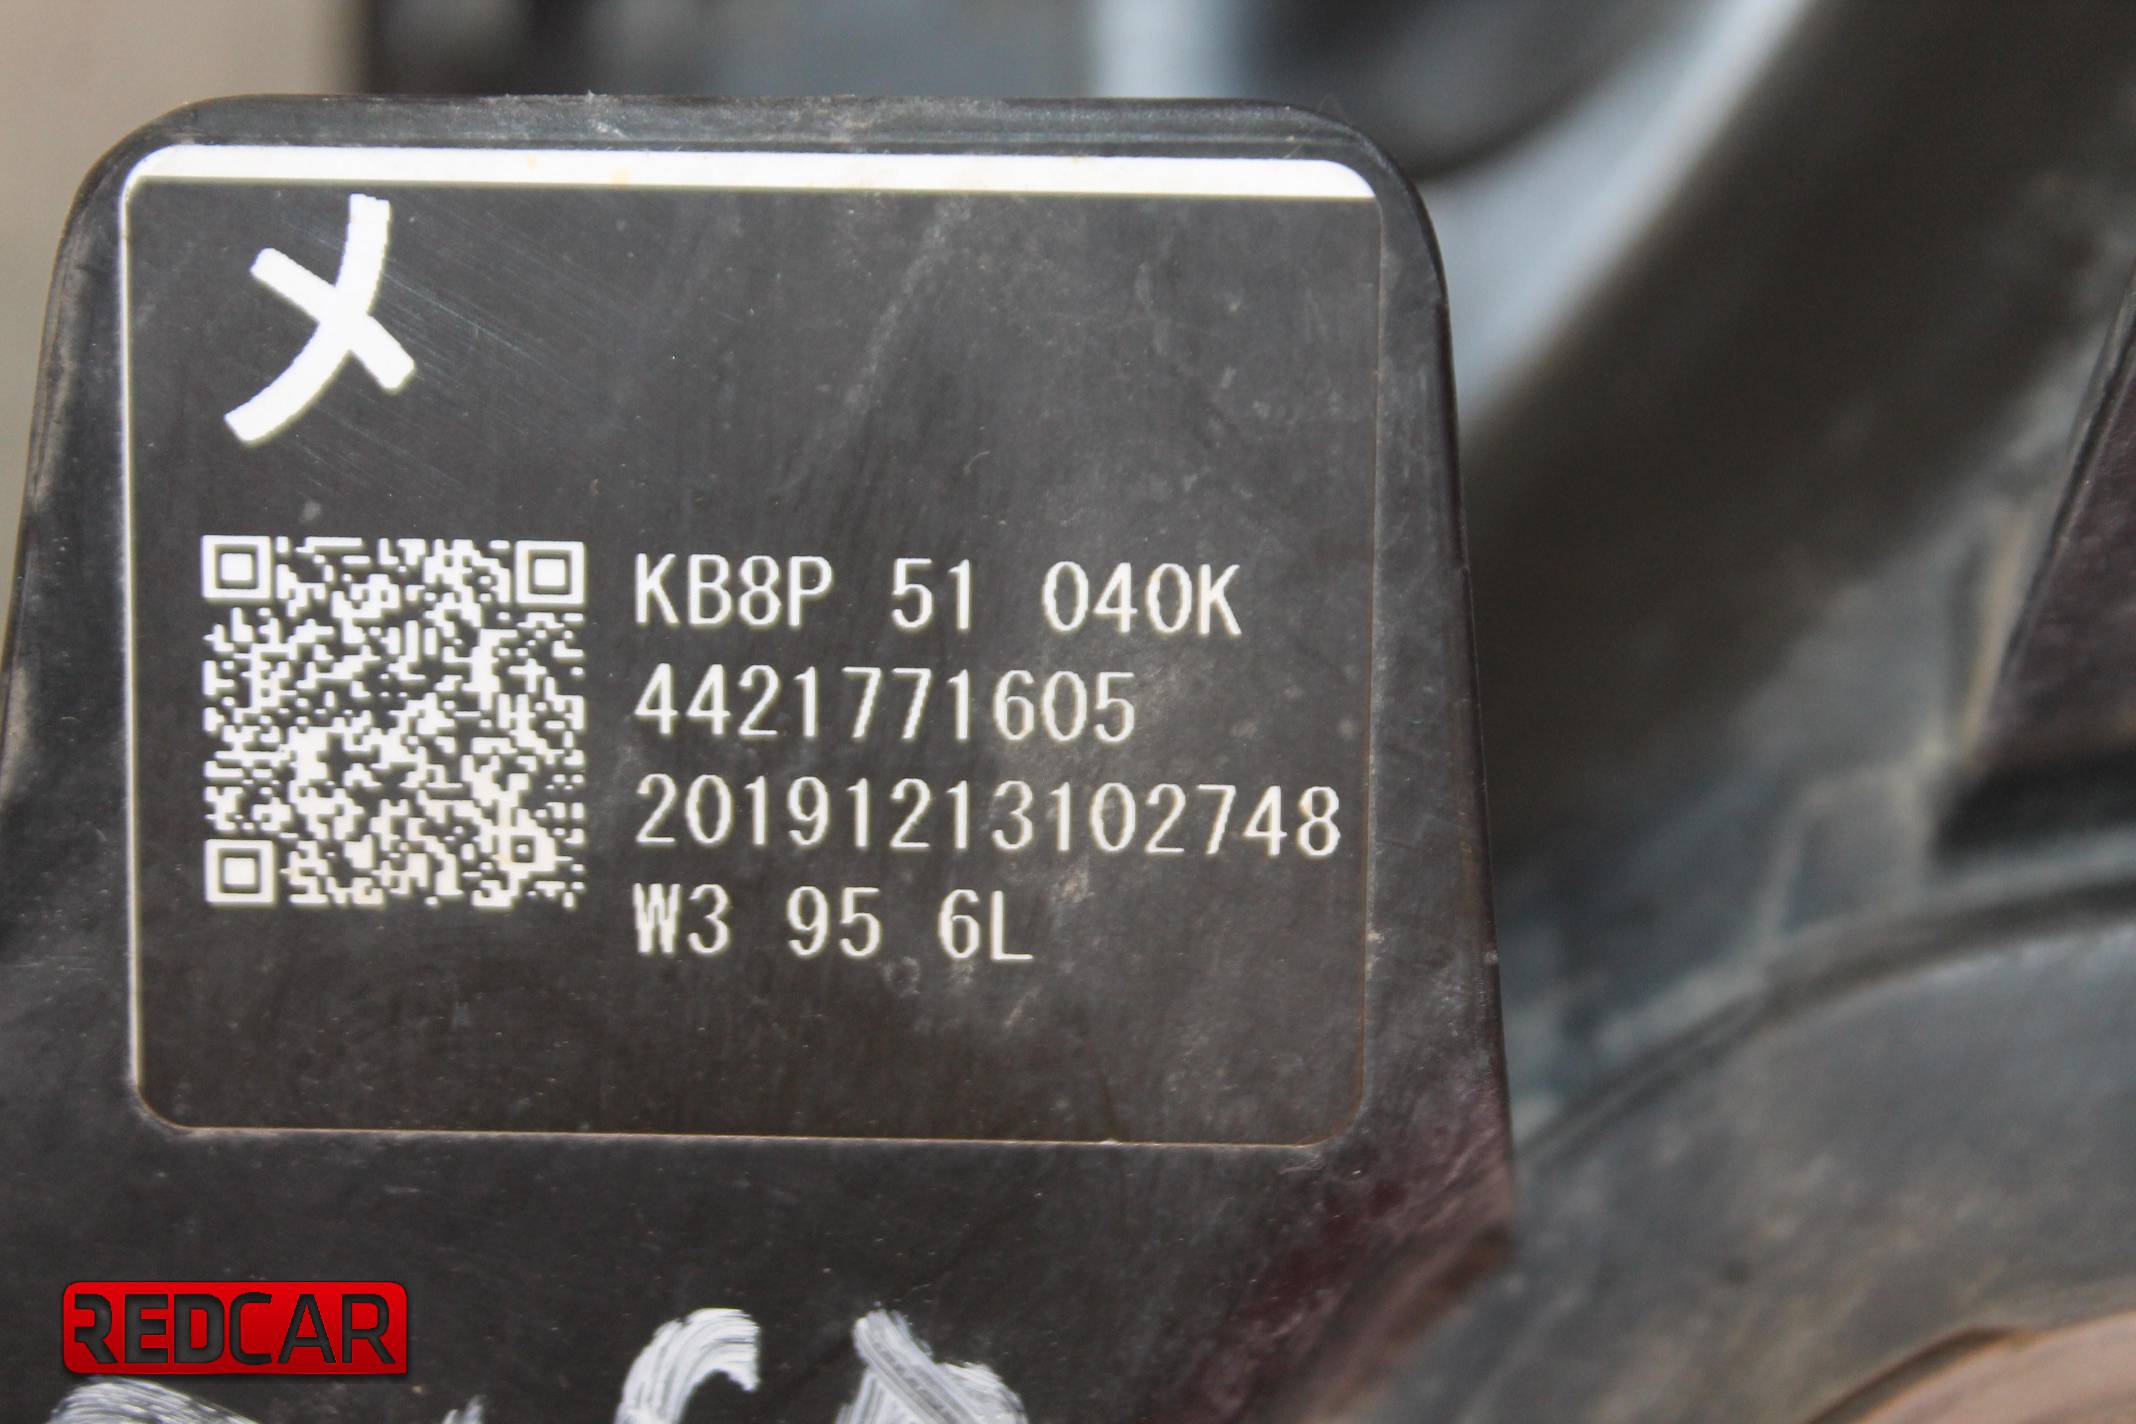 メ
KB8P 51 040K
4421771605
20191213102748
W3 95 6L
REDCAR